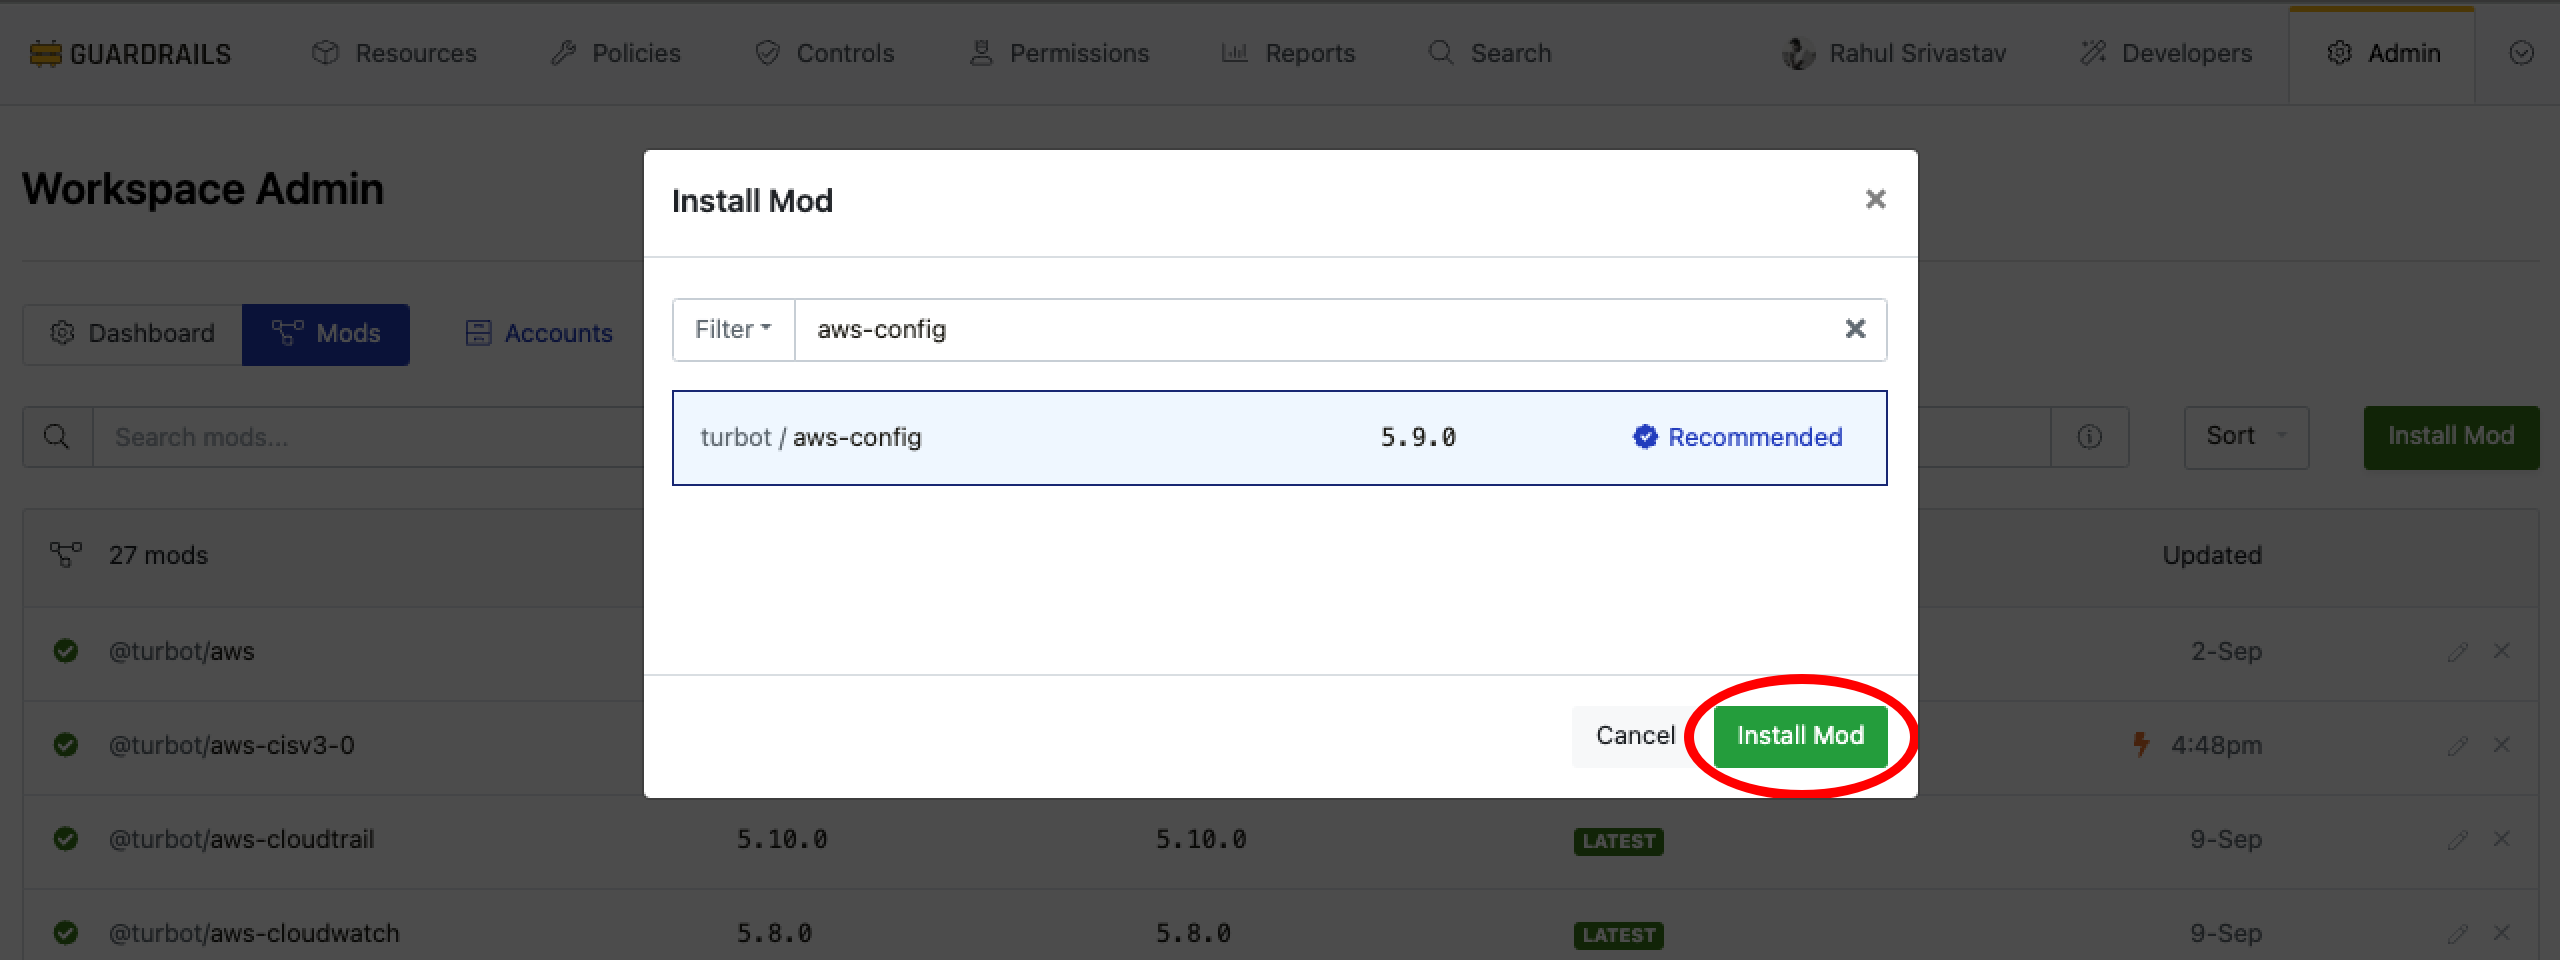 GUARDRAILS Resources Policies Controls Permissions Reports Search Rahul Srivastav Developers Admin
Workspace Admin
Install Mod
Dashboard Mods Accounts
Filter aws-config
Search mods...
turbot / aws-config 5.9.0 Recommended
Sort Install Mod
27 mods Updated
@turbot/aws 2-Sep
@turbot/aws-cisv3-0 4:48pm
Cancel Install Mod
@turbot/aws-cloudtrail 5.10.0 5.10.0 LATEST 9-Sep
@turbot/aws-cloudwatch 5.8.0 5.8.0 LATEST 9-Sep